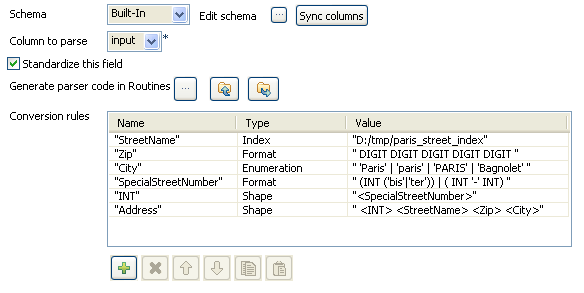 Schema Built-In Edit schema ... Sync columns
Column to parse input *
Standardize this field
Generate parser code in Routines ...
Conversion rules
Name Type Value
"StreetName" Index "D:/tmp/paris_street_index"
"Zip" Format " DIGIT DIGIT DIGIT DIGIT DIGIT "
"City" Enumeration " 'Paris' | 'paris' | 'PARIS' | 'Bagnolet' "
"SpecialStreetNumber" Format " (INT ('bis'|'ter')) | ( INT '-' INT) "
"INT" Shape "<SpecialStreetNumber>"
"Address" Shape " <INT> <StreetName> <Zip> <City>"